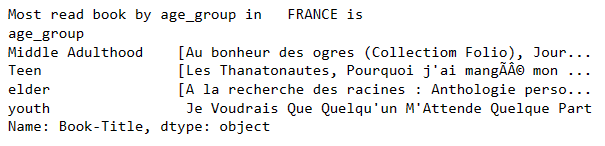 Most read book by age_group in   FRANCE is
age_group
Middle Adulthood    [Au bonheur des ogres (Collectiom Folio), Jour...
Teen                [Les Thanatonautes, Pourquoi j'ai mangÃÂ© mon ...
elder               [A la recherche des racines : Anthologie perso...
youth                Je Voudrais Que Quelqu'un M'Attende Quelque Part
Name: Book-Title, dtype: object